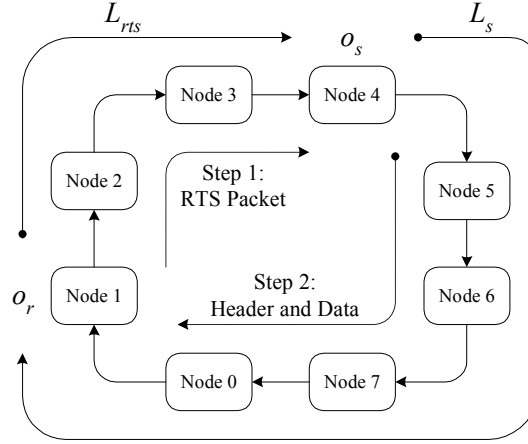 L_rts
L_s
o_s
Node 3
Node 4
Node 2
Step 1:
RTS Packet
Node 5
Step 2:
Header and Data
Node 1
Node 6
o_r
Node 0
Node 7